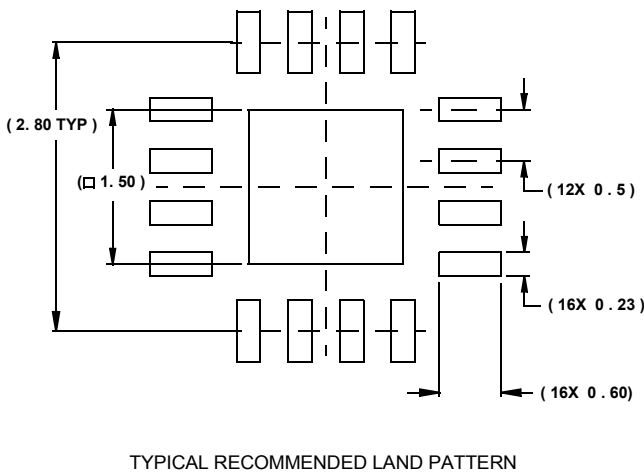 ( 2. 80 TYP )
(□ 1. 50 )
( 12X 0 . 5 )
( 16X 0 . 23 )
( 16X 0 . 60)
TYPICAL RECOMMENDED LAND PATTERN